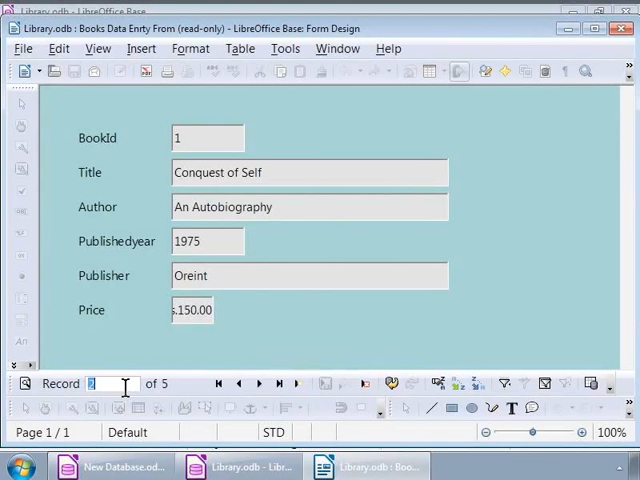 Library.odb - LibreOffice Base
Library.odb : Books Data Enrty From (read-only) - LibreOffice Base: Form Design
File Edit View Insert Format Table Tools Window Help
BookId 1
Title Conquest of Self
Author An Autobiography
Publishedyear 1975
Publisher Oreint
Price s.150.00
Record 2 of 5
Page 1 / 1 Default STD 100%
New Database.od... Library.odb - Libr... Library.odb : Boo...